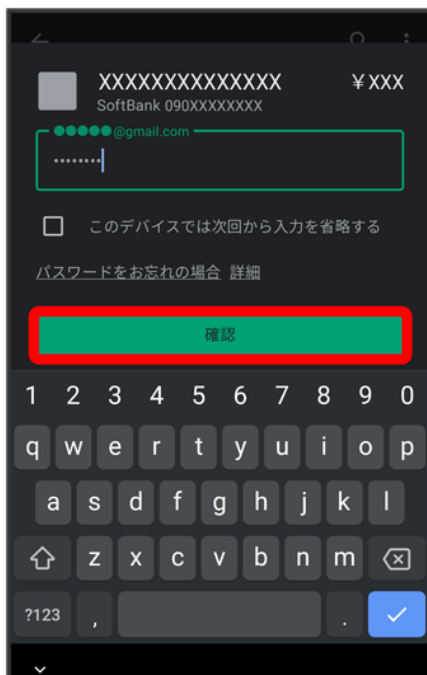 XXXXXXXXXXXXXX ¥XXX
SoftBank 090XXXXXXXX
●●●●●@gmail.com
••••••••
このデバイスでは次回から入力を省略する
パスワードをお忘れの場合 詳細
確認
1 2 3 4 5 6 7 8 9 0
q w e r t y u i o p
a s d f g h j k l
z x c v b n m
?123 , .